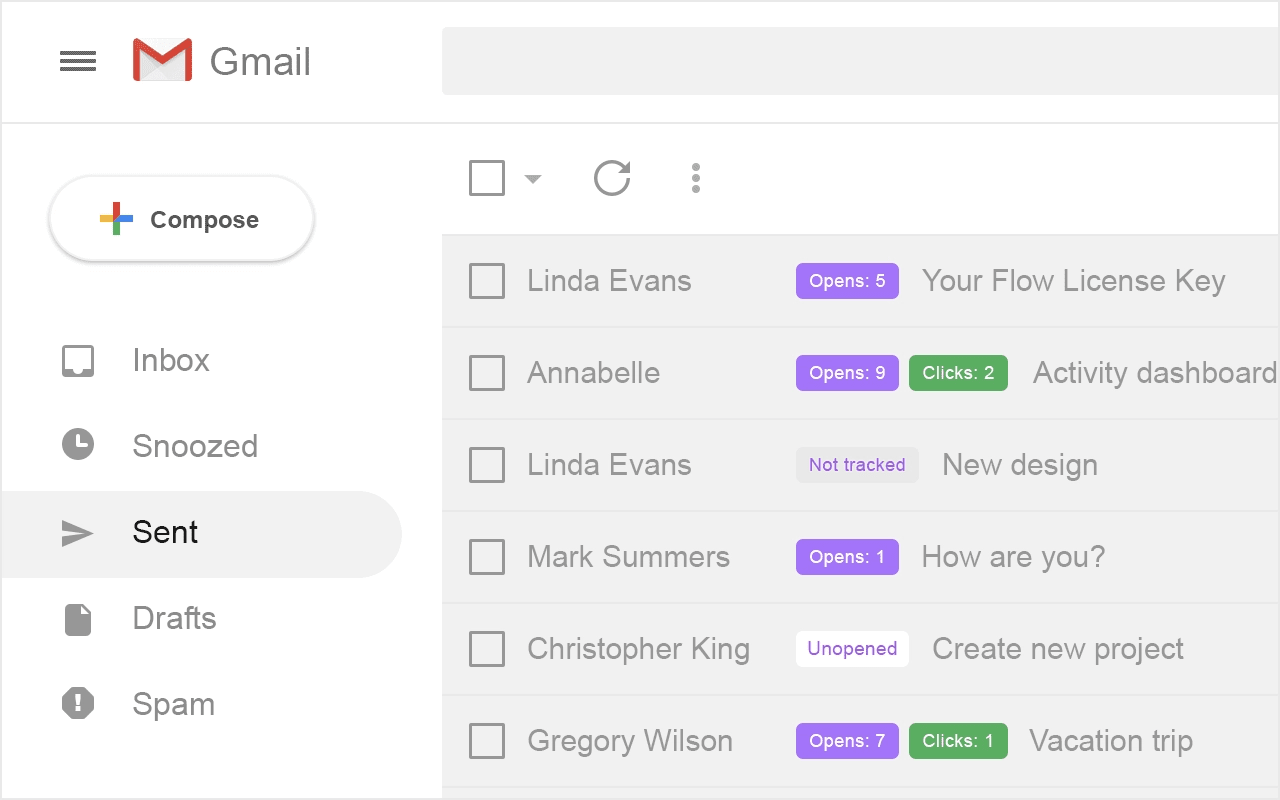 Gmail
Compose
Inbox
Snoozed
Sent
Drafts
Spam
Linda Evans Opens: 5 Your Flow License Key
Annabelle Opens: 9 Clicks: 2 Activity dashboard
Linda Evans Not tracked New design
Mark Summers Opens: 1 How are you?
Christopher King Unopened Create new project
Gregory Wilson Opens: 7 Clicks: 1 Vacation trip